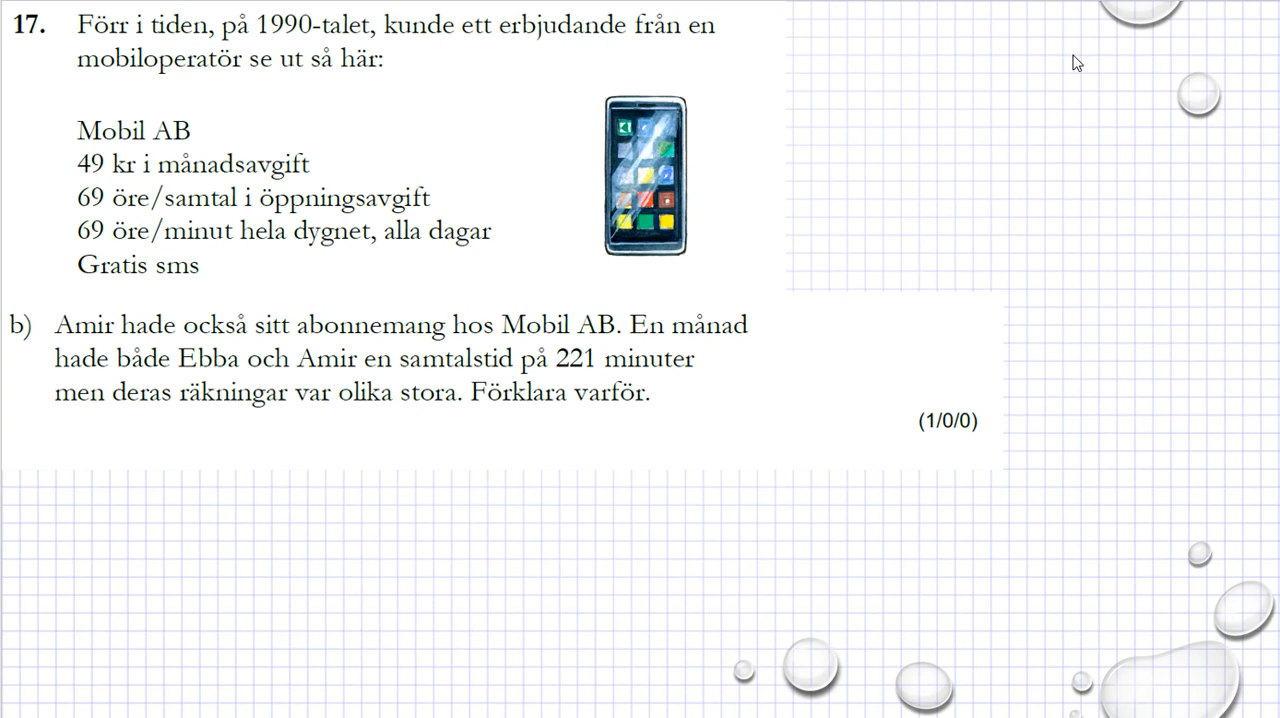 17. Förr i tiden, på 1990-talet, kunde ett erbjudande från en
mobiloperatör se ut så här:
Mobil AB
49 kr i månadsavgift
69 öre/samtal i öppningsavgift
69 öre/minut hela dygnet, alla dagar
Gratis sms
b) Amir hade också sitt abonnemang hos Mobil AB. En månad
hade både Ebba och Amir en samtalstid på 221 minuter
men deras räkningar var olika stora. Förklara varför.
(1/0/0)